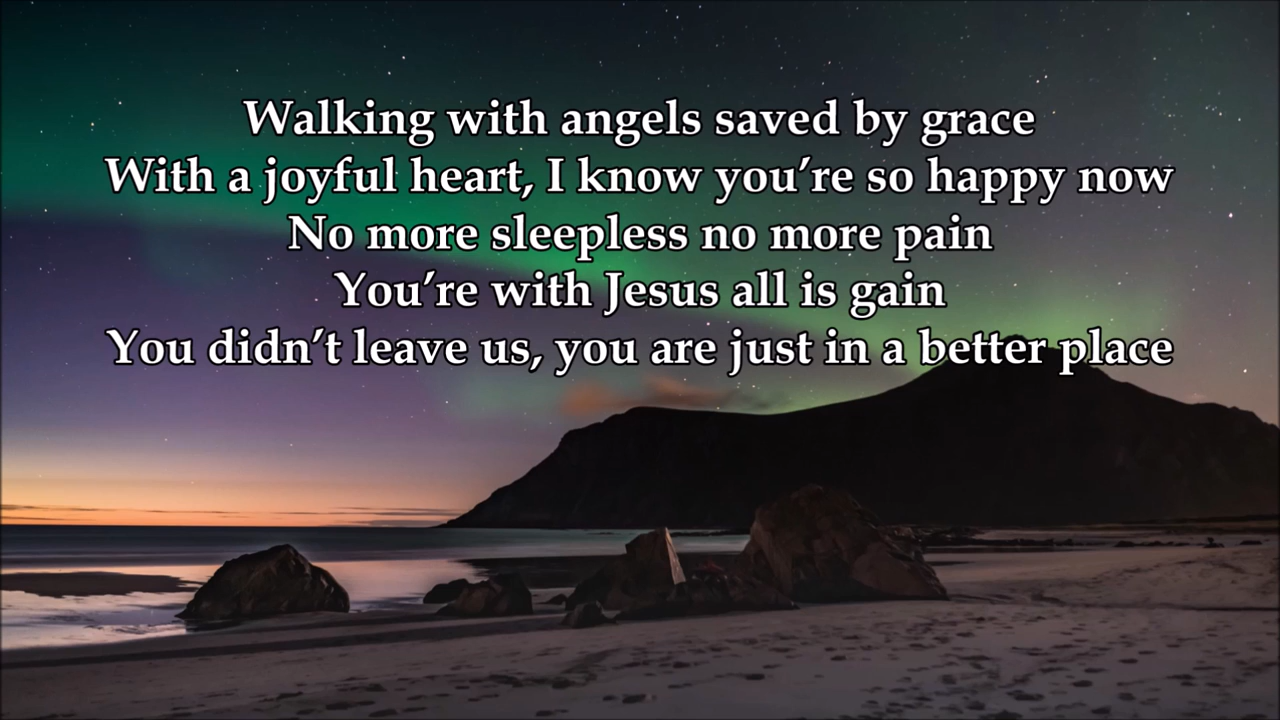 Walking with angels saved by grace
With a joyful heart, I know you’re so happy now
No more sleepless no more pain
You’re with Jesus all is gain
You didn’t leave us, you are just in a better place